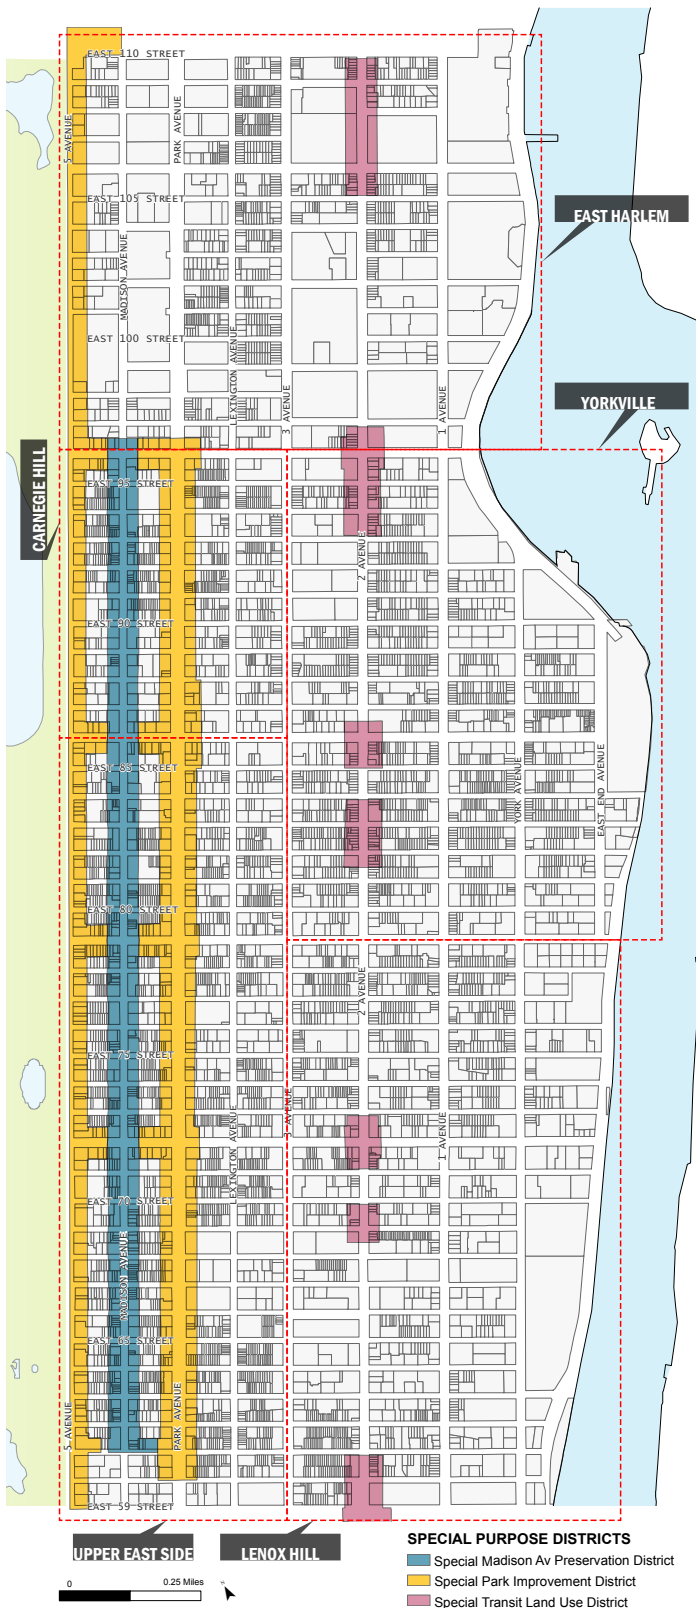 EAST 110 STREET
5 AVENUE
PARK AVENUE
EAST 105 STREET
EAST HARLEM
MADISON AVENUE
EAST 100 STREET
LEXINGTON AVENUE
3 AVENUE
1 AVENUE
YORKVILLE
CARNEGIE HILL
EAST 95 STREET
2 AVENUE
EAST 90 STREET
EAST 85 STREET
YORK AVENUE
EAST END AVENUE
EAST 80 STREET
2 AVENUE
EAST 75 STREET
3 AVENUE
LEXINGTON AVENUE
1 AVENUE
EAST 70 STREET
MADISON AVENUE
EAST 65 STREET
5 AVENUE
PARK AVENUE
EAST 59 STREET
UPPER EAST SIDE
LENOX HILL
SPECIAL PURPOSE DISTRICTS
Special Madison Av Preservation District
Special Park Improvement District
Special Transit Land Use District
0 0.25 Miles
N